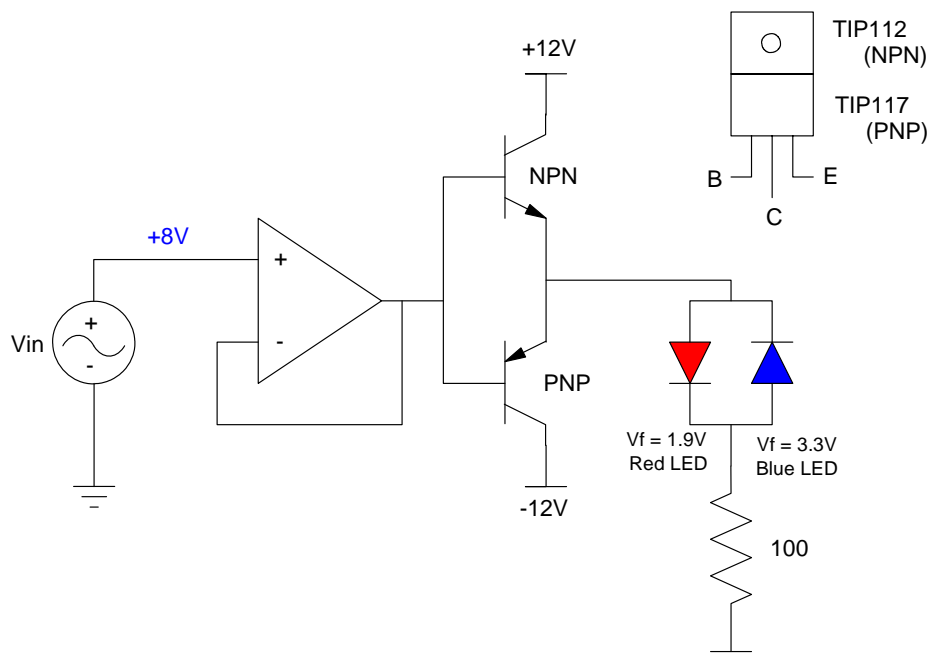 TIP112
(NPN)
+12V
TIP117
(PNP)
NPN
B
E
C
+8V
+
+
Vin
-
-
PNP
Vf = 1.9V
Red LED
Vf = 3.3V
Blue LED
-12V
100